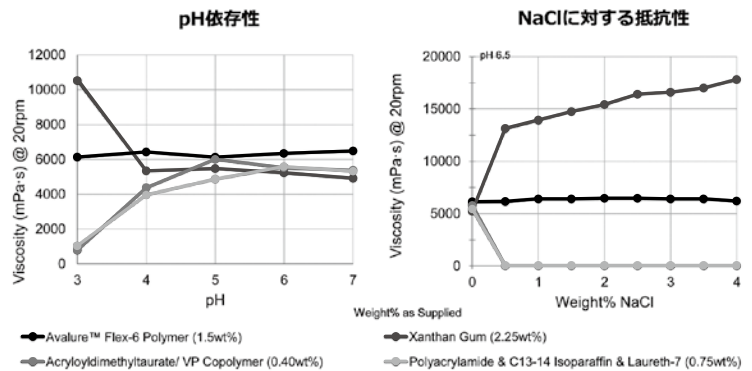 pH依存性
12000
10000
8000
6000
4000
2000
0
Viscosity (mPa·s) @ 20rpm
3 4 5 6 7
pH
NaClに対する抵抗性
pH 6.5
20000
15000
10000
5000
0
Viscosity (mPa·s) @ 20rpm
0 1 2 3 4
Weight% NaCl
Weight% as Supplied
Avalure™ Flex-6 Polymer (1.5wt%)
Xanthan Gum (2.25wt%)
Acryloyldimethyltaurate/ VP Copolymer (0.40wt%)
Polyacrylamide & C13-14 Isoparaffin & Laureth-7 (0.75wt%)